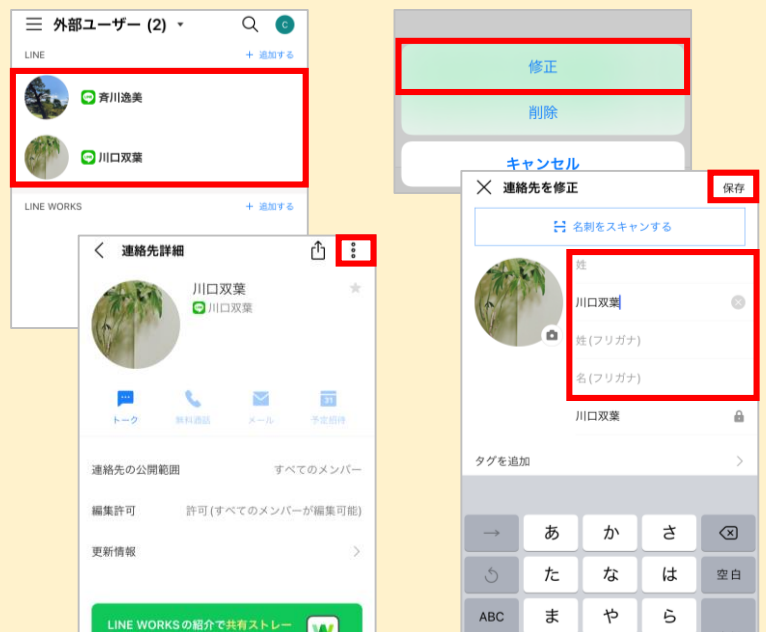 外部ユーザー (2)
C
LINE
+ 追加する
斉川逸美
川口双葉
LINE WORKS
+ 追加する
連絡先詳細
川口双葉
川口双葉
トーク
無料通話
メール
31
予定招待
連絡先の公開範囲
すべてのメンバー
編集許可
許可(すべてのメンバーが編集可能)
更新情報
LINE WORKSの紹介で共有ストレー
W
修正
削除
キャンセル
連絡先を修正
保存
名刺をスキャンする
姓
川口双葉
姓(フリガナ)
名(フリガナ)
川口双葉
タグを追加
→
あ
か
さ
た
な
は
空白
ABC
ま
や
ら